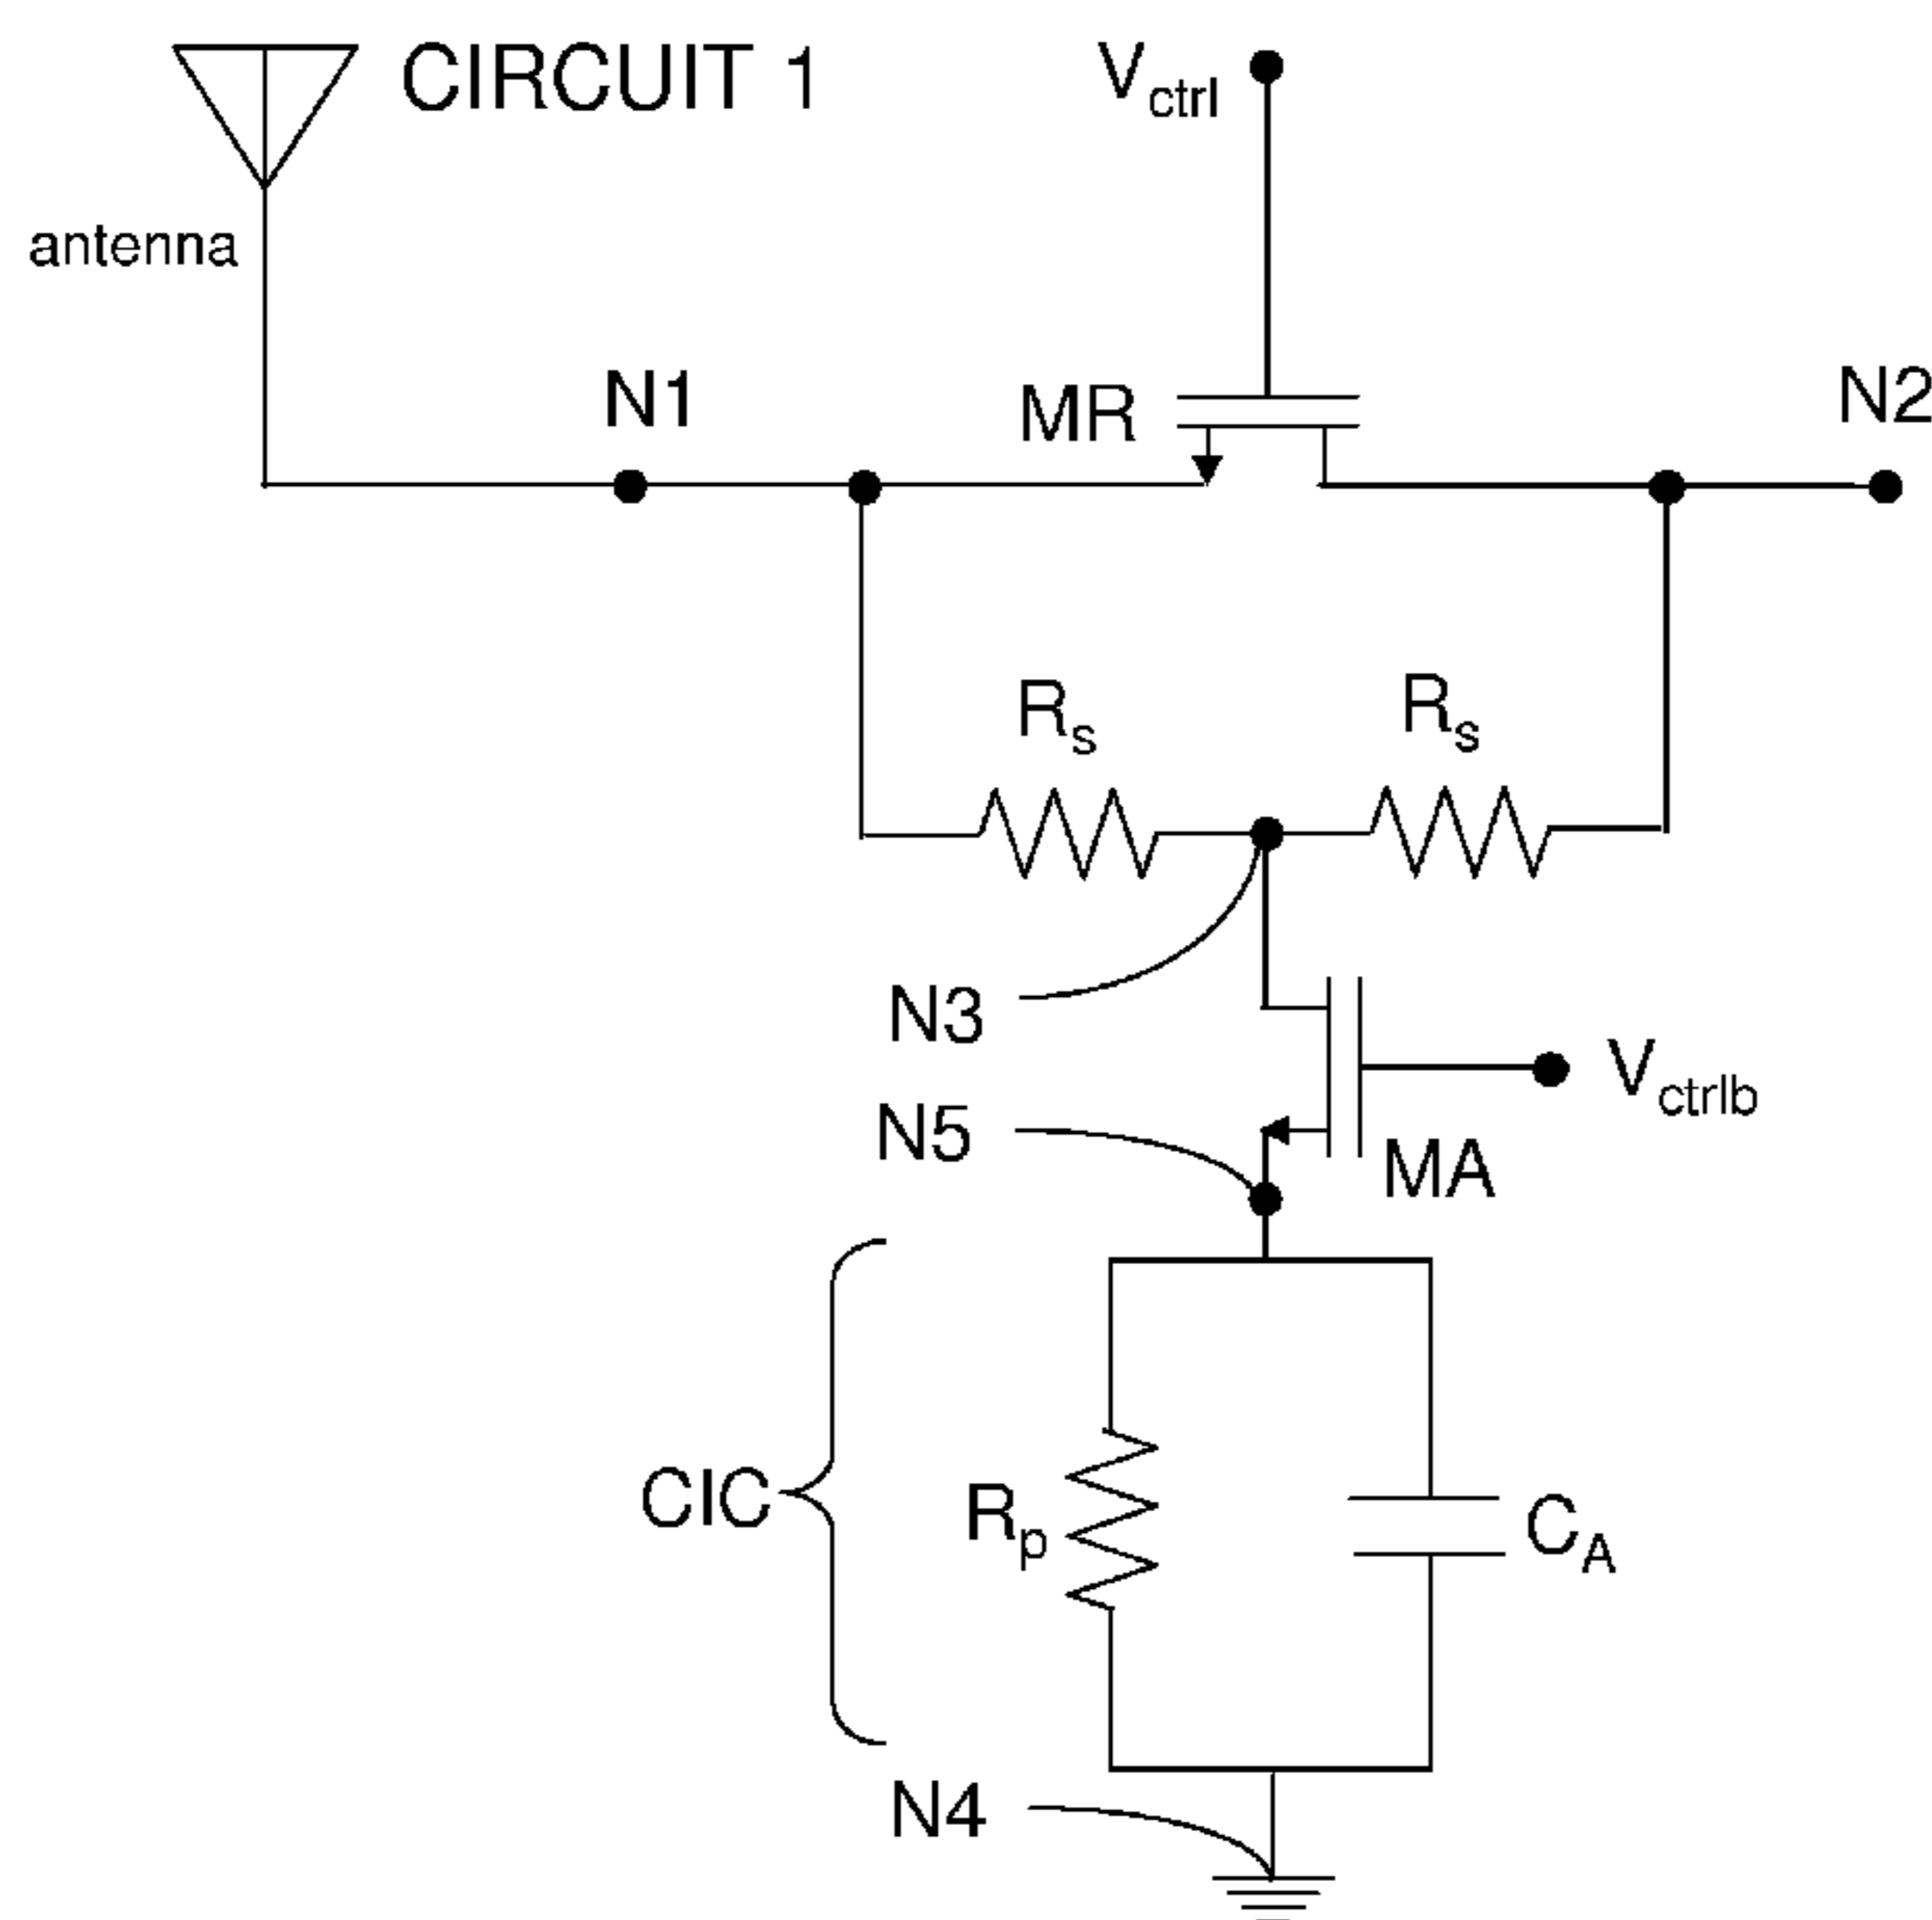 CIRCUIT 1
Vctrl
antenna
N1
MR
N2
Rs
Rs
N3
Vctrlb
N5
MA
CIC
Rp
CA
N4